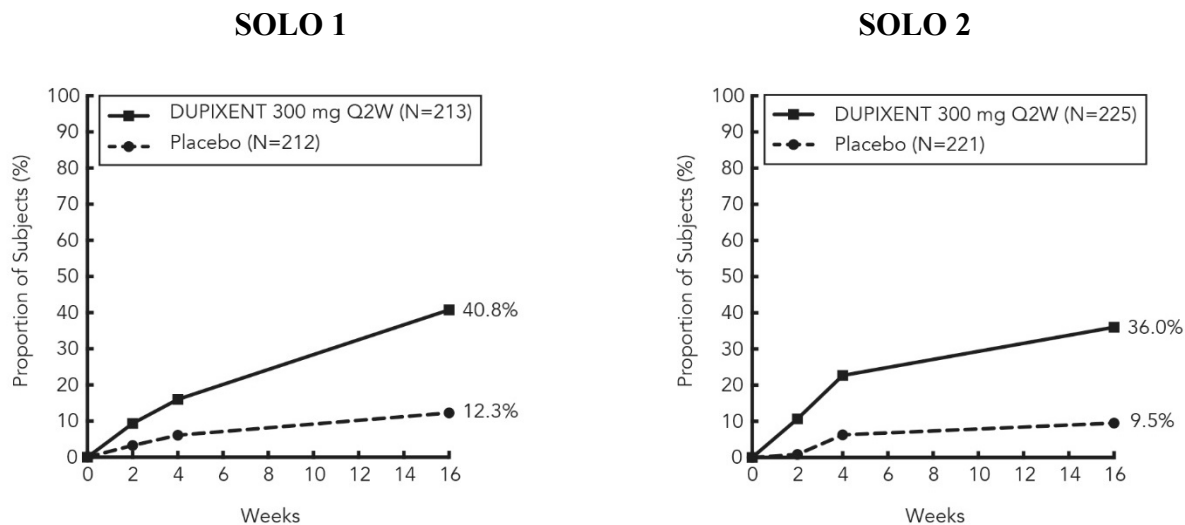 SOLO 1
Proportion of Subjects (%)
100
90
80
70
60
50
40
30
20
10
0
DUPIXENT 300 mg Q2W (N=213)
Placebo (N=212)
40.8%
12.3%
0 2 4 6 8 10 12 14 16
Weeks
SOLO 2
Proportion of Subjects (%)
100
90
80
70
60
50
40
30
20
10
0
DUPIXENT 300 mg Q2W (N=225)
Placebo (N=221)
36.0%
9.5%
0 2 4 6 8 10 12 14 16
Weeks